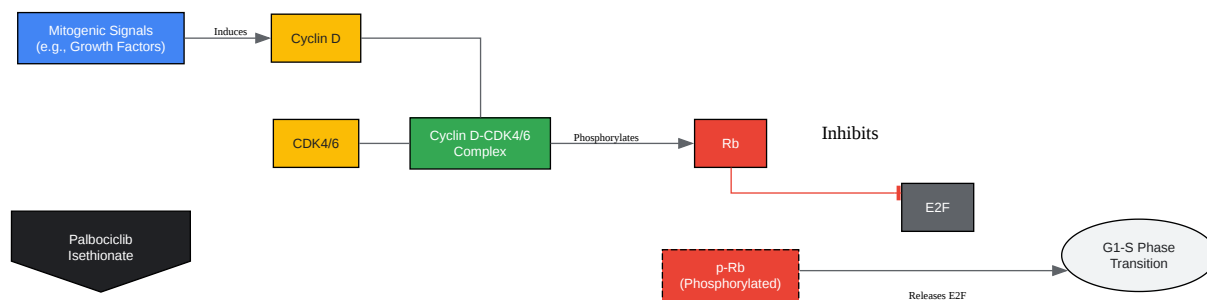 Mitogenic Signals
(e.g., Growth Factors)
Induces
Cyclin D
CDK4/6
Cyclin D-CDK4/6
Complex
Phosphorylates
Rb
Inhibits
E2F
Palbociclib
Isethionate
p-Rb
(Phosphorylated)
Releases E2F
G1-S Phase
Transition